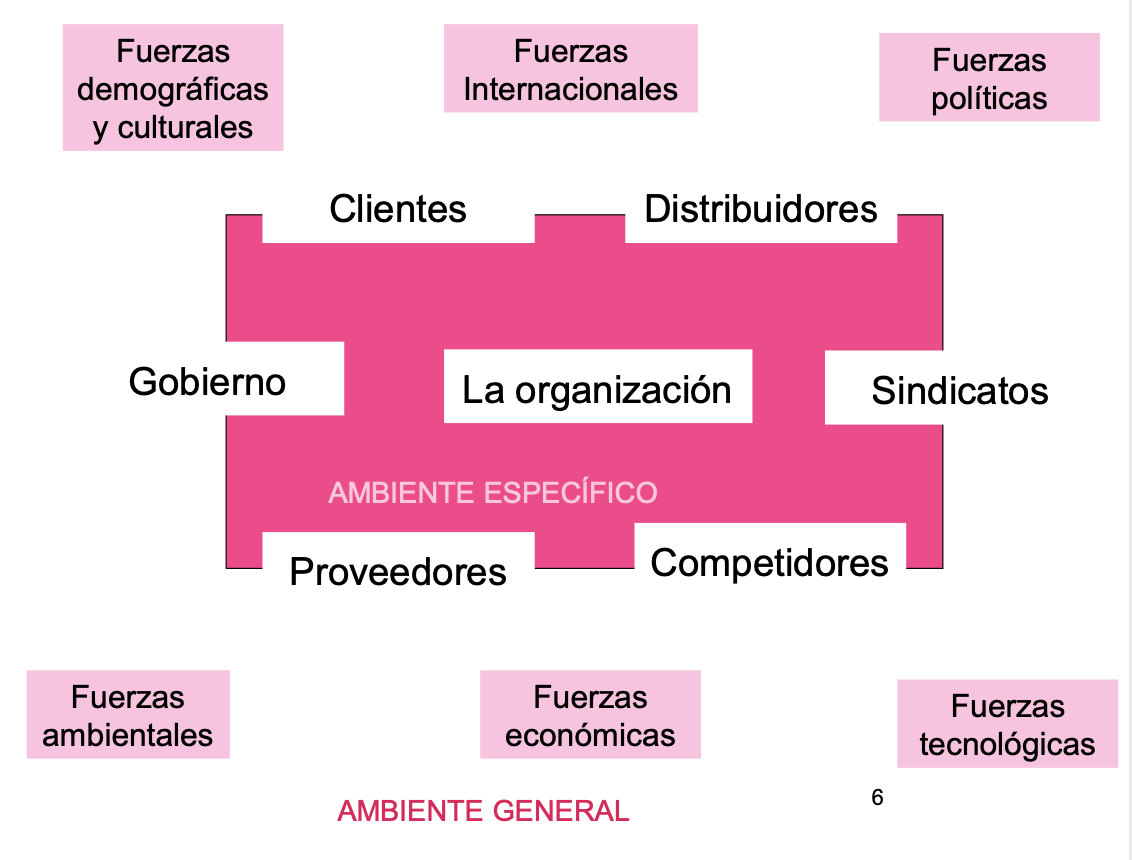 Fuerzas
demográficas
y culturales
Fuerzas
Internacionales
Fuerzas
políticas
Clientes
Distribuidores
Gobierno
La organización
Sindicatos
AMBIENTE ESPECÍFICO
Proveedores
Competidores
Fuerzas
ambientales
Fuerzas
económicas
Fuerzas
tecnológicas
AMBIENTE GENERAL
6